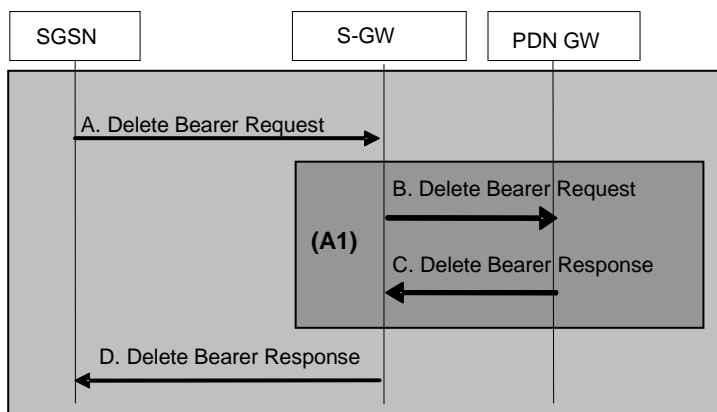 SGSN
S-GW
PDN GW
A. Delete Bearer Request
B. Delete Bearer Request
(A1)
C. Delete Bearer Response
D. Delete Bearer Response